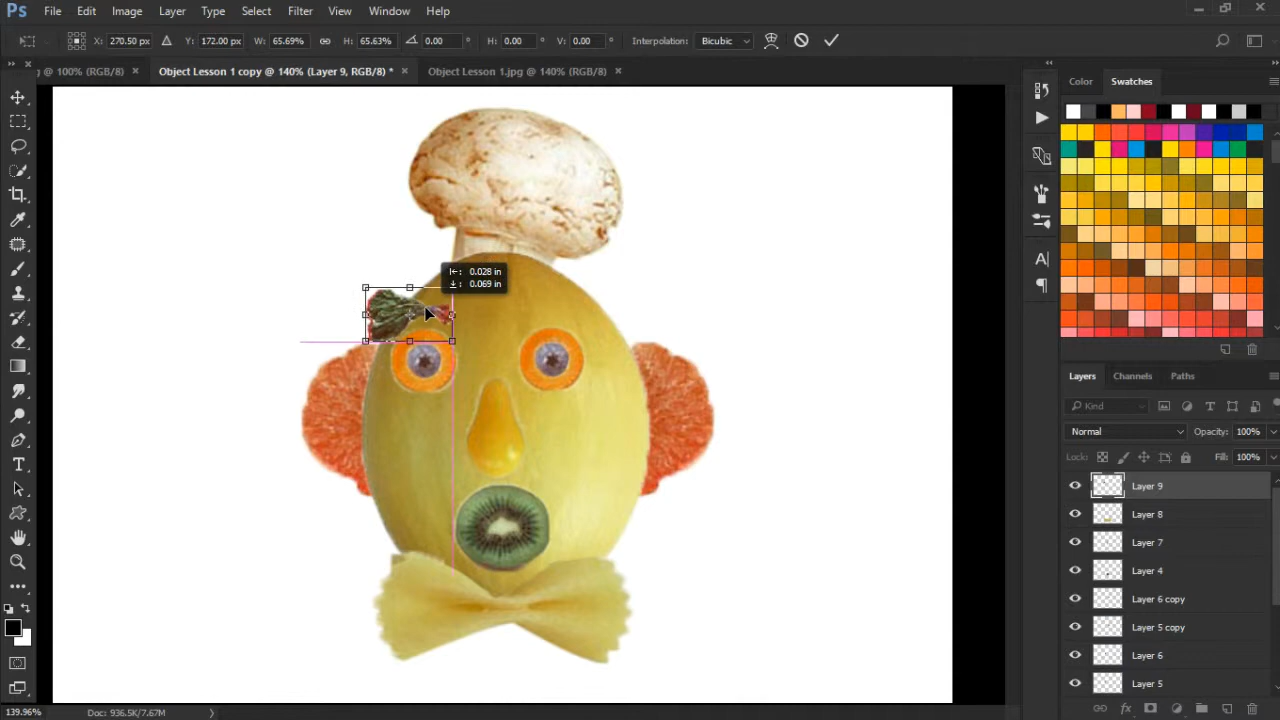 Ps File Edit Image Layer Type Select Filter View Window Help
X: 270.50 px Y: 172.00 px W: 65.69% H: 65.63% 0.00 ° H: 0.00 ° V: 0.00 ° Interpolation: Bicubic
g @ 100% (RGB/8) × Object Lesson 1 copy @ 140% (Layer 9, RGB/8) * × Object Lesson 1.jpg @ 140% (RGB/8) ×
Color Swatches
0.028 in
0.069 in
Layers Channels Paths
Kind
Normal Opacity: 100%
Lock: Fill: 100%
Layer 9
Layer 8
Layer 7
Layer 4
Layer 6 copy
Layer 5 copy
Layer 6
Layer 5
139.96% Doc: 936.5K/7.67M